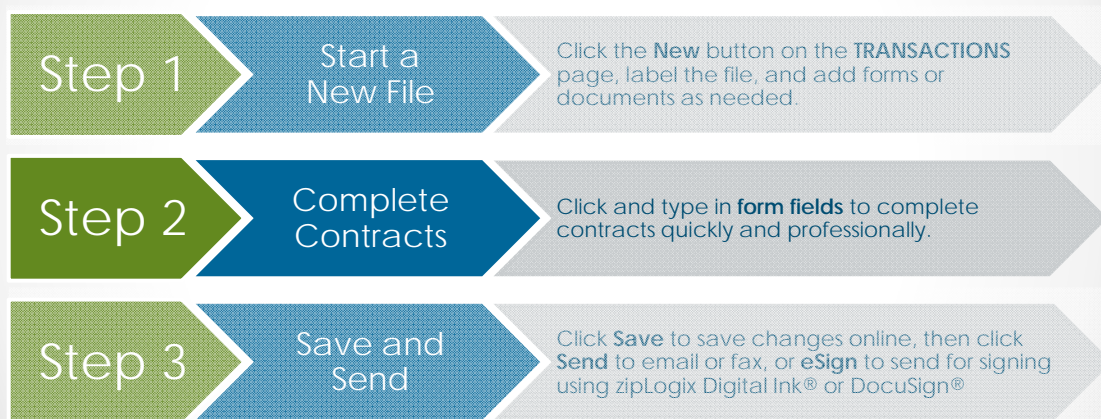 Step 1
Start a
New File
Click the New button on the TRANSACTIONS
page, label the file, and add forms or
documents as needed.
Step 2
Complete
Contracts
Click and type in form fields to complete
contracts quickly and professionally.
Step 3
Save and
Send
Click Save to save changes online, then click
Send to email or fax, or eSign to send for signing
using zipLogix Digital Ink® or DocuSign®